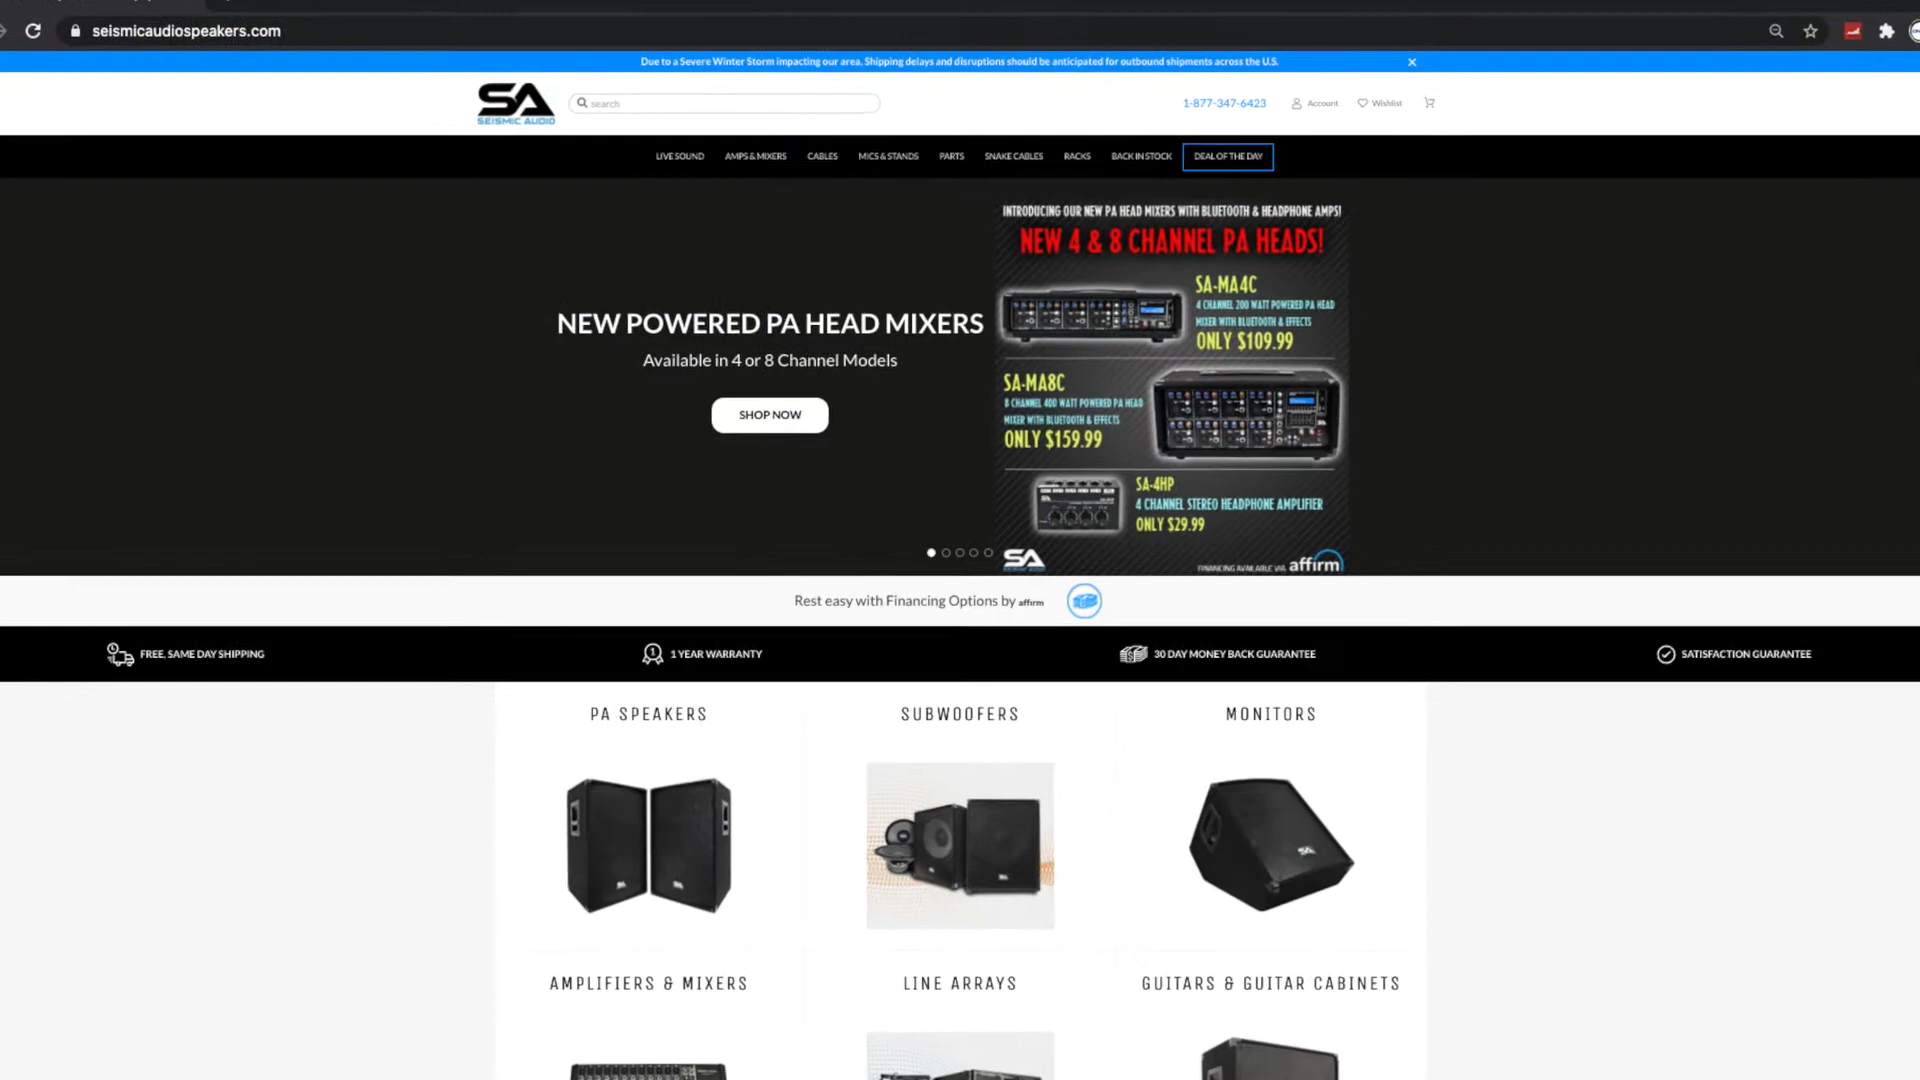 seismicaudiospeakers.com
Due to a Severe Winter Storm impacting our area, Shipping delays and disruptions should be anticipated for outbound shipments across the U.S.
SA
SEISMIC AUDIO
search
1-877-347-6423
Account
Wishlist
LIVE SOUND
AMPS & MIXERS
CABLES
MICS & STANDS
PARTS
SNAKE CABLES
RACKS
BACK IN STOCK
DEAL OF THE DAY
NEW POWERED PA HEAD MIXERS
Available in 4 or 8 Channel Models
SHOP NOW
INTRODUCING OUR NEW PA HEAD MIXERS WITH BLUETOOTH & HEADPHONE AMPS!
NEW 4 & 8 CHANNEL PA HEADS!
SA-MA4C
4 CHANNEL 200 WATT POWERED PA HEAD
MIXER WITH BLUETOOTH & EFFECTS
ONLY $109.99
SA-MA8C
8 CHANNEL 400 WATT POWERED PA HEAD
MIXER WITH BLUETOOTH & EFFECTS
ONLY $159.99
SA-4HP
4 CHANNEL STEREO HEADPHONE AMPLIFIER
ONLY $29.99
SA
FINANCING AVAILABLE VIA affirm
Rest easy with Financing Options by affirm
FREE, SAME DAY SHIPPING
1 YEAR WARRANTY
30 DAY MONEY BACK GUARANTEE
SATISFACTION GUARANTEE
PA SPEAKERS
SUBWOOFERS
MONITORS
SA
SA
SA
AMPLIFIERS & MIXERS
LINE ARRAYS
GUITARS & GUITAR CABINETS